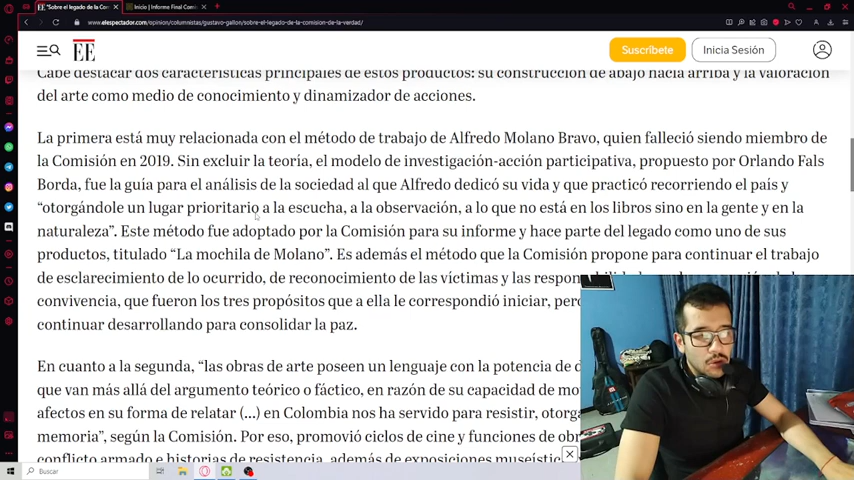 "Sobre el legado de la Com
Inicio | Informe Final Comi
www.elespectador.com/opinion/columnistas/gustavo-gallon/sobre-el-legado-de-la-comision-de-la-verdad/
EE
Suscríbete
Inicia Sesión
Cabe destacar dos características principales de estos productos: su construcción de abajo hacia arriba y la valoración
del arte como medio de conocimiento y dinamizador de acciones.
La primera está muy relacionada con el método de trabajo de Alfredo Molano Bravo, quien falleció siendo miembro de
la Comisión en 2019. Sin excluir la teoría, el modelo de investigación-acción participativa, propuesto por Orlando Fals
Borda, fue la guía para el análisis de la sociedad al que Alfredo dedicó su vida y que practicó recorriendo el país y
“otorgándole un lugar prioritario a la escucha, a la observación, a lo que no está en los libros sino en la gente y en la
naturaleza”. Este método fue adoptado por la Comisión para su informe y hace parte del legado como uno de sus
productos, titulado “La mochila de Molano”. Es además el método que la Comisión propone para continuar el trabajo
de esclarecimiento de lo ocurrido, de reconocimiento de las víctimas y las
convivencia, que fueron los tres propósitos que a ella le correspondió iniciar,
continuar desarrollando para consolidar la paz.
En cuanto a la segunda, “las obras de arte poseen un lenguaje con la potencia de
que van más allá del argumento teórico o fáctico, en razón de su capacidad de
afectos en su forma de relatar (...) en Colombia nos ha servido para resistir,
memoria”, según la Comisión. Por eso, promovió ciclos de cine y funciones de
conflicto armado e historias de resistencia, además de exposiciones
Buscar